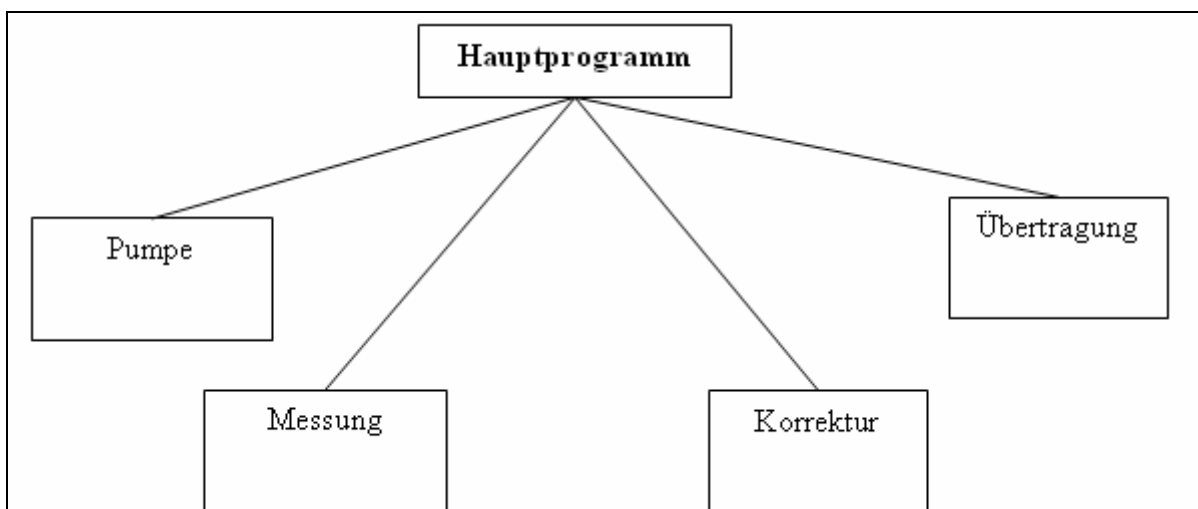 Hauptprogramm
Pumpe
Übertragung
Messung
Korrektur